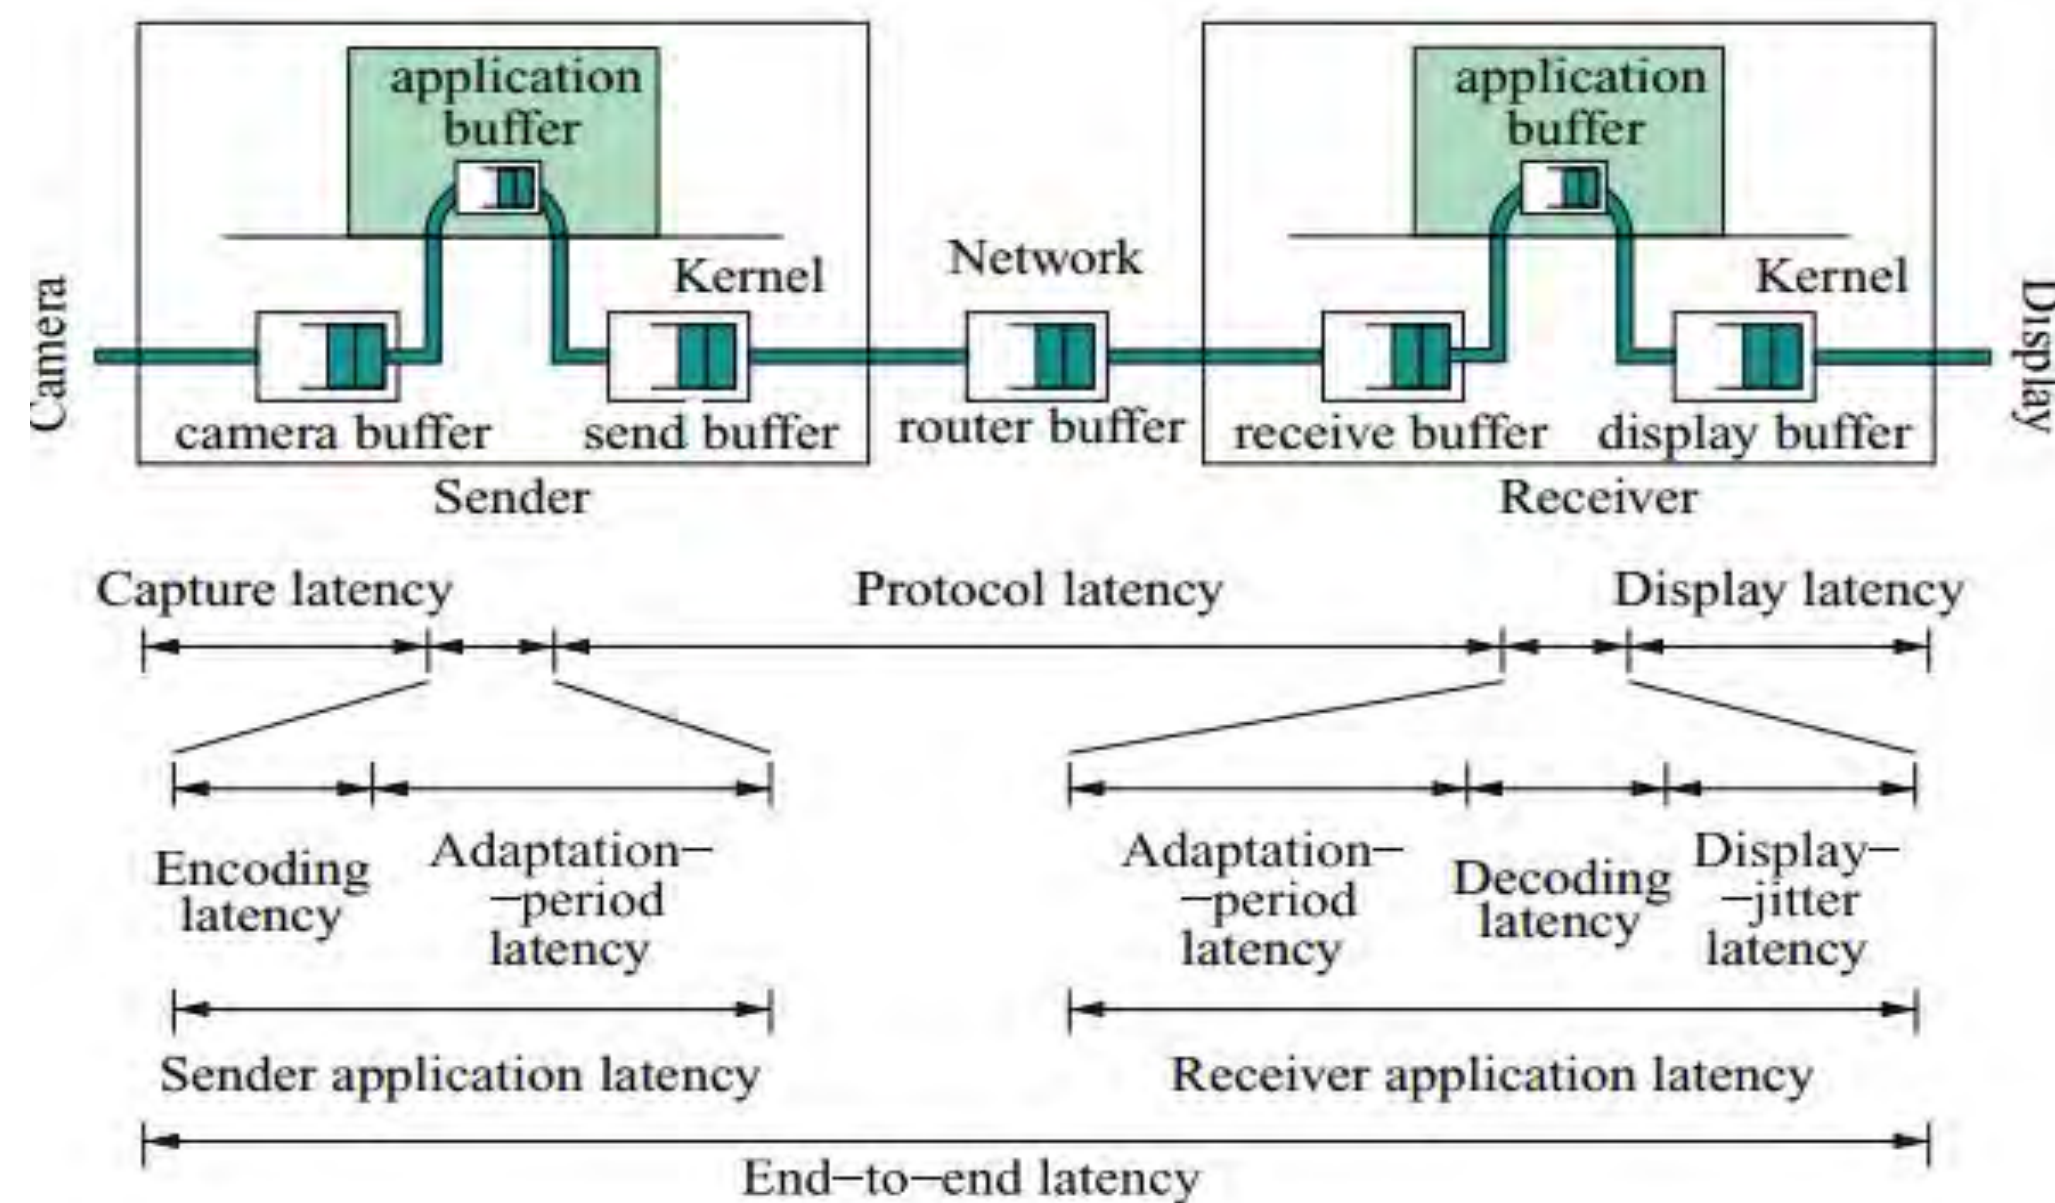 application
buffer
application
buffer
Camera
Kernel
Network
Kernel
Display
camera buffer
send buffer
router buffer
receive buffer
display buffer
Sender
Receiver
Capture latency
Protocol latency
Display latency
Encoding
latency
Adaptation–
–period
latency
Adaptation–
–period
latency
Decoding
latency
Display–
–jitter
latency
Sender application latency
Receiver application latency
End–to–end latency